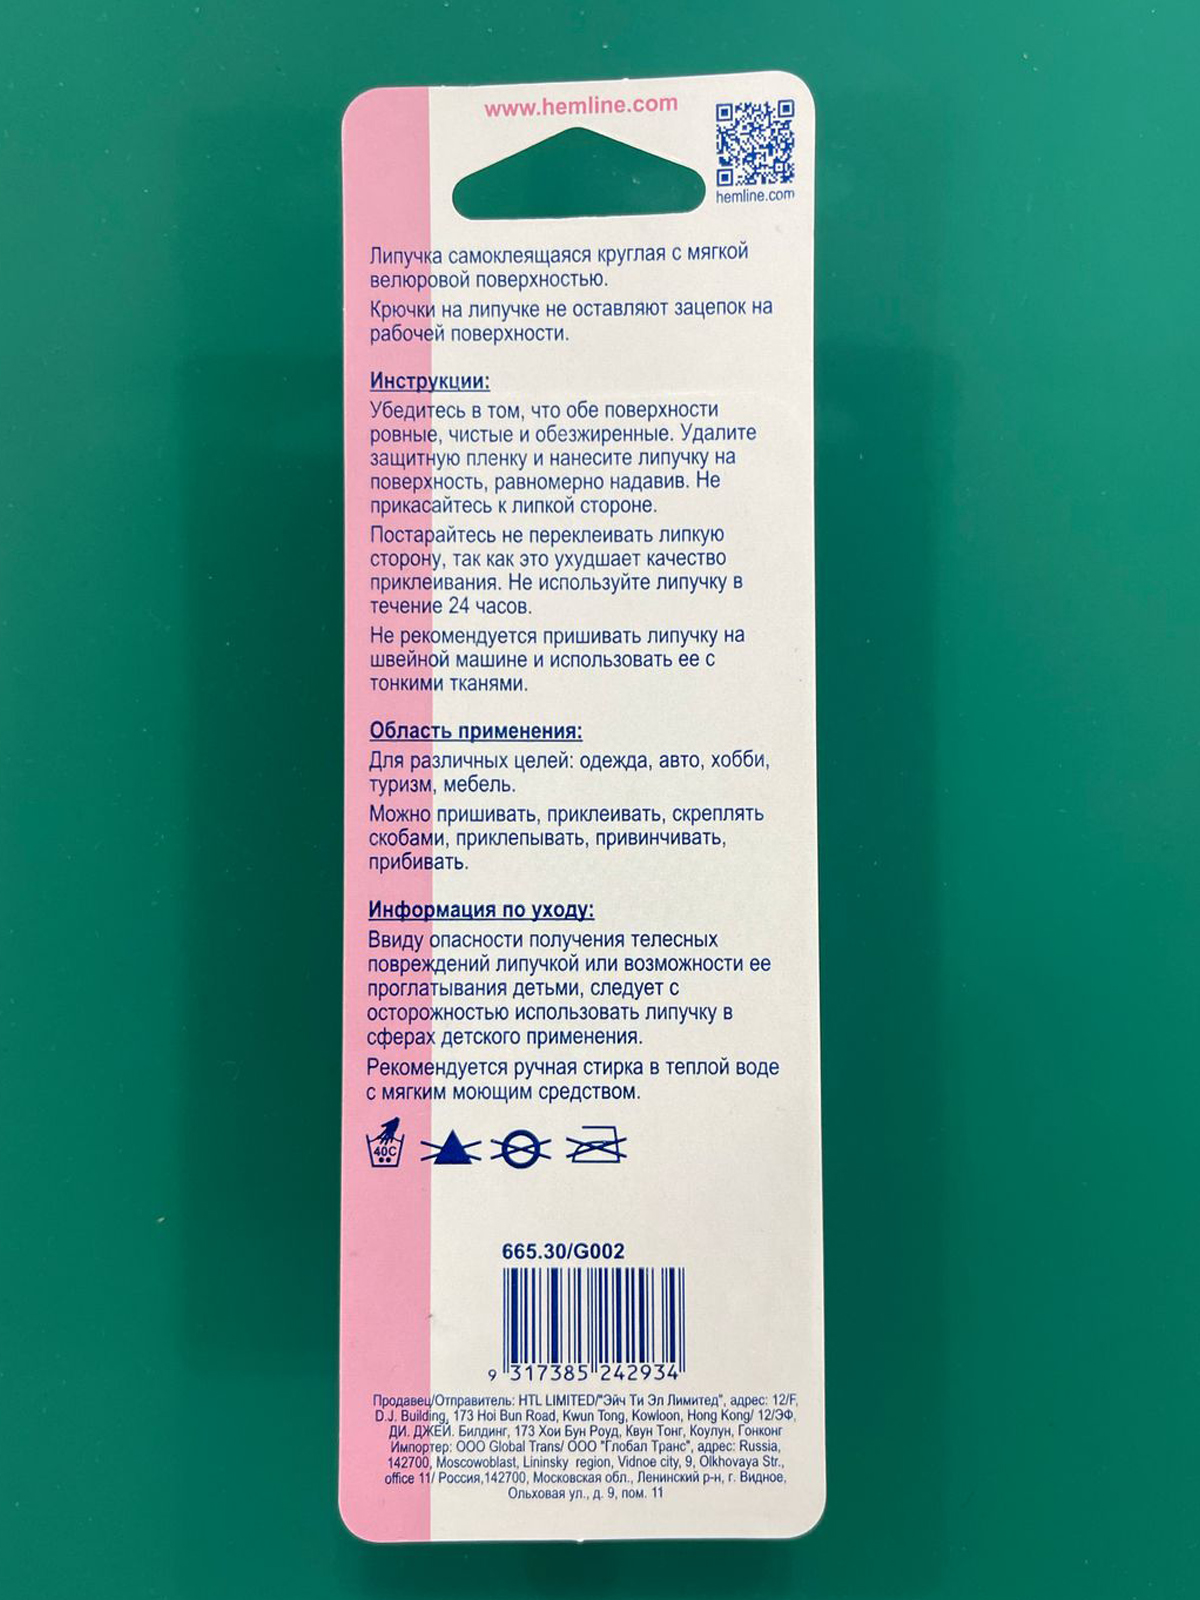 www.hemline.com
hemline.com
Липучка самоклеящаяся круглая с мягкой
велюровой поверхностью.
Крючки на липучке не оставляют зацепок на
рабочей поверхности.
Инструкции:
Убедитесь в том, что обе поверхности
ровные, чистые и обезжиренные. Удалите
защитную пленку и нанесите липучку на
поверхность, равномерно надавив. Не
прикасайтесь к липкой стороне.
Постарайтесь не переклеивать липкую
сторону, так как это ухудшает качество
приклеивания. Не используйте липучку в
течение 24 часов.
Не рекомендуется пришивать липучку на
швейной машине и использовать ее с
тонкими тканями.
Область применения:
Для различных целей: одежда, авто, хобби,
туризм, мебель.
Можно пришивать, приклеивать, скреплять
скобами, приклепывать, привинчивать,
прибивать.
Информация по уходу:
Ввиду опасности получения телесных
повреждений липучкой или возможности ее
проглатывания детьми, следует с
осторожностью использовать липучку в
сферах детского применения.
Рекомендуется ручная стирка в теплой воде
с мягким моющим средством.
40C
665.30/G002
9 317385 242934
Продавец/Отправитель: HTL LIMITED/"Эйч Ти Эл Лимитед", адрес: 12/F,
D.J. Building, 173 Hoi Bun Road, Kwun Tong, Kowloon, Hong Kong/ 12/ЭФ,
ДИ. ДЖЕЙ. Билдинг, 173 Хои Бун Роуд, Квун Тонг, Коулун, Гонконг
Импортер: ООО Global Trans/ ООО "Глобал Транс", адрес: Russia,
142700, Moscowoblast, Lininsky region, Vidnoe city, 9, Olkhovaya Str.,
office 11/ Россия,142700, Московская обл., Ленинский р-н, г. Видное,
Ольховая ул., д. 9, пом. 11